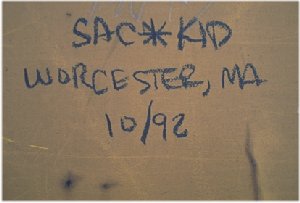 SAC*KID
WORCESTER, MA
10/92